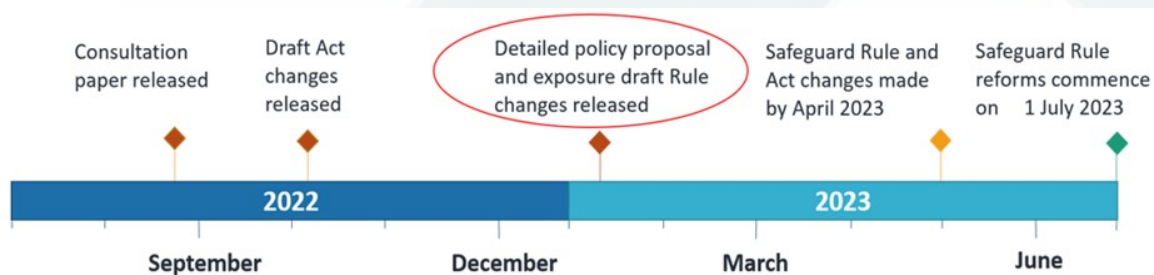 Consultation
paper released
Draft Act
changes
released
Detailed policy proposal
and exposure draft Rule
changes released
Safeguard Rule and
Act changes made
by April 2023
Safeguard Rule
reforms commence
on 1 July 2023
2022
2023
September
December
March
June